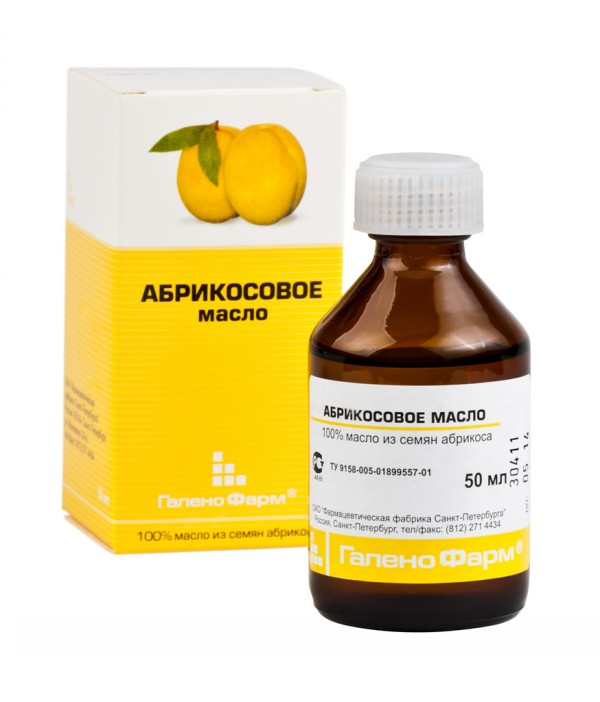 АБРИКОСОВОЕ
масло
ГаленоФарм®
100% масло из семян абрикос
АБРИКОСОВОЕ МАСЛО
100% масло из семян абрикоса
ТУ 9158-005-01899557-01
50 мл
30411
05 14
ОАО "Фармацевтическая фабрика Санкт-Петербурга"
Россия, Санкт-Петербург, тел/факс: (812) 271 4434
ГаленоФарм®